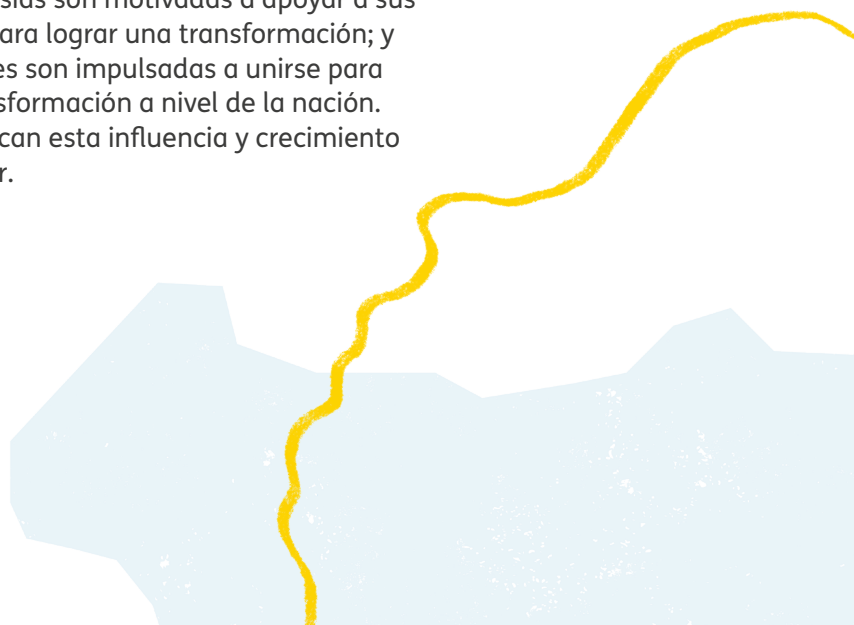 son motivadas a apoyar a sus
ara lograr una transformación; y
es son impulsadas a unirse para
sformación a nivel de la nación.
can esta influencia y crecimiento
r.